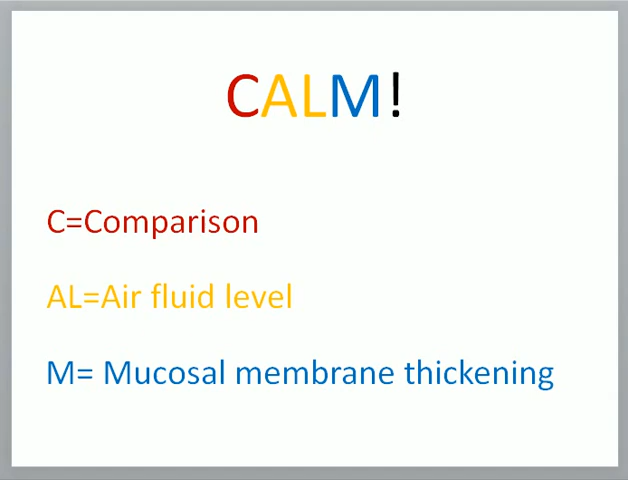 CALM!
C=Comparison
AL=Air fluid level
M= Mucosal membrane thickening